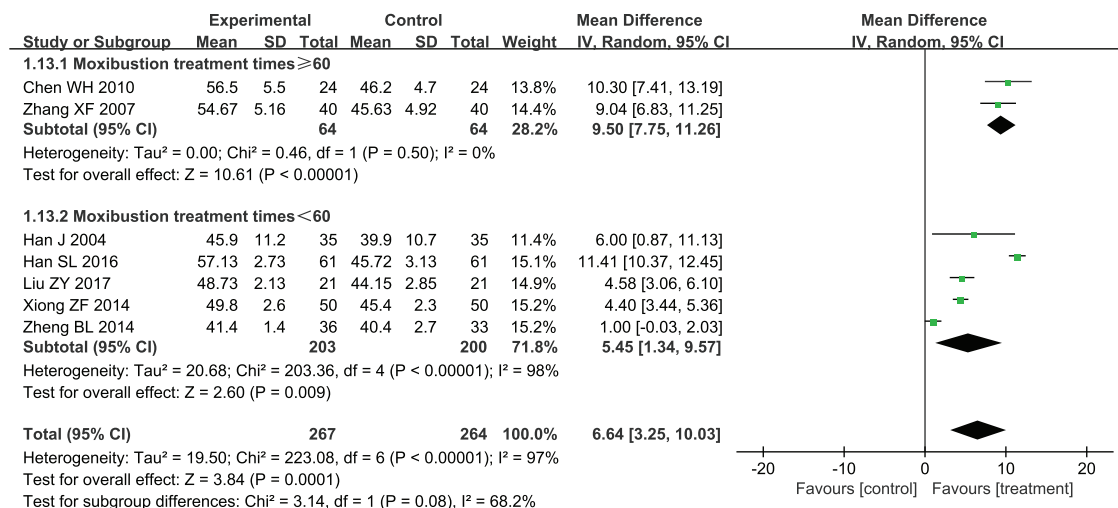 Experimental Control Mean Difference Mean Difference
Study or Subgroup Mean SD Total Mean SD Total Weight IV, Random, 95% CI IV, Random, 95% CI
1.13.1 Moxibustion treatment times≥60
Chen WH 2010 56.5 5.5 24 46.2 4.7 24 13.8% 10.30 [7.41, 13.19]
Zhang XF 2007 54.67 5.16 40 45.63 4.92 40 14.4% 9.04 [6.83, 11.25]
Subtotal (95% CI) 64 64 28.2% 9.50 [7.75, 11.26]
Heterogeneity: Tau² = 0.00; Chi² = 0.46, df = 1 (P = 0.50); I² = 0%
Test for overall effect: Z = 10.61 (P < 0.00001)
1.13.2 Moxibustion treatment times<60
Han J 2004 45.9 11.2 35 39.9 10.7 35 11.4% 6.00 [0.87, 11.13]
Han SL 2016 57.13 2.73 61 45.72 3.13 61 15.1% 11.41 [10.37, 12.45]
Liu ZY 2017 48.73 2.13 21 44.15 2.85 21 14.9% 4.58 [3.06, 6.10]
Xiong ZF 2014 49.8 2.6 50 45.4 2.3 50 15.2% 4.40 [3.44, 5.36]
Zheng BL 2014 41.4 1.4 36 40.4 2.7 33 15.2% 1.00 [-0.03, 2.03]
Subtotal (95% CI) 203 200 71.8% 5.45 [1.34, 9.57]
Heterogeneity: Tau² = 20.68; Chi² = 203.36, df = 4 (P < 0.00001); I² = 98%
Test for overall effect: Z = 2.60 (P = 0.009)
Total (95% CI) 267 264 100.0% 6.64 [3.25, 10.03]
Heterogeneity: Tau² = 19.50; Chi² = 223.08, df = 6 (P < 0.00001); I² = 97%
Test for overall effect: Z = 3.84 (P = 0.0001)
Test for subgroup differences: Chi² = 3.14, df = 1 (P = 0.08), I² = 68.2%
-20 -10 0 10 20
Favours [control] Favours [treatment]